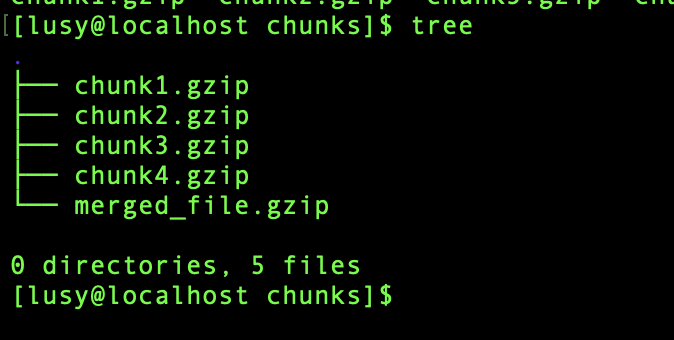 [[lusy@localhost chunks]$ tree
.
├── chunk1.gzip
├── chunk2.gzip
├── chunk3.gzip
├── chunk4.gzip
└── merged_file.gzip
0 directories, 5 files
[lusy@localhost chunks]$